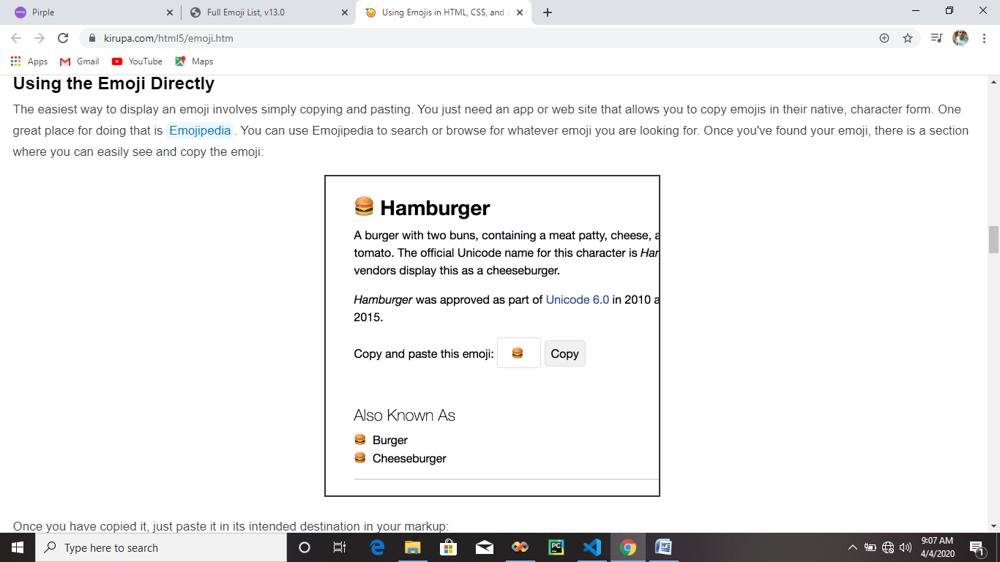 Pirple
Full Emoji List, v13.0
Using Emojis in HTML, CSS, and J
kirupa.com/html5/emoji.htm
Apps
Gmail
YouTube
Maps
Using the Emoji Directly
The easiest way to display an emoji involves simply copying and pasting. You just need an app or web site that allows you to copy emojis in their native, character form. One
great place for doing that is Emojipedia. You can use Emojipedia to search or browse for whatever emoji you are looking for. Once you've found your emoji, there is a section
where you can easily see and copy the emoji:
🍔 Hamburger
A burger with two buns, containing a meat patty, cheese, a
tomato. The official Unicode name for this character is Har
vendors display this as a cheeseburger.
Hamburger was approved as part of Unicode 6.0 in 2010 a
2015.
Copy and paste this emoji: 🍔 Copy
Also Known As
🍔 Burger
🍔 Cheeseburger
Once you have copied it, just paste it in its intended destination in your markup:
Type here to search
PC
9:07 AM
4/4/2020
1